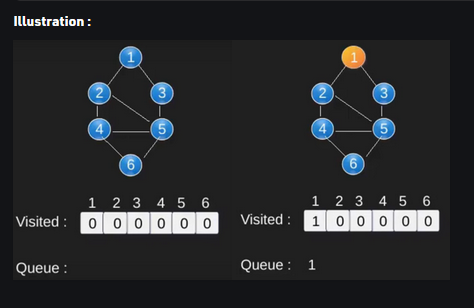 Illustration :
1
2 3
4 5
6
1 2 3 4 5 6
Visited : 0 0 0 0 0 0
Queue :
1
2 3
4 5
6
1 2 3 4 5 6
Visited : 1 0 0 0 0 0
Queue : 1